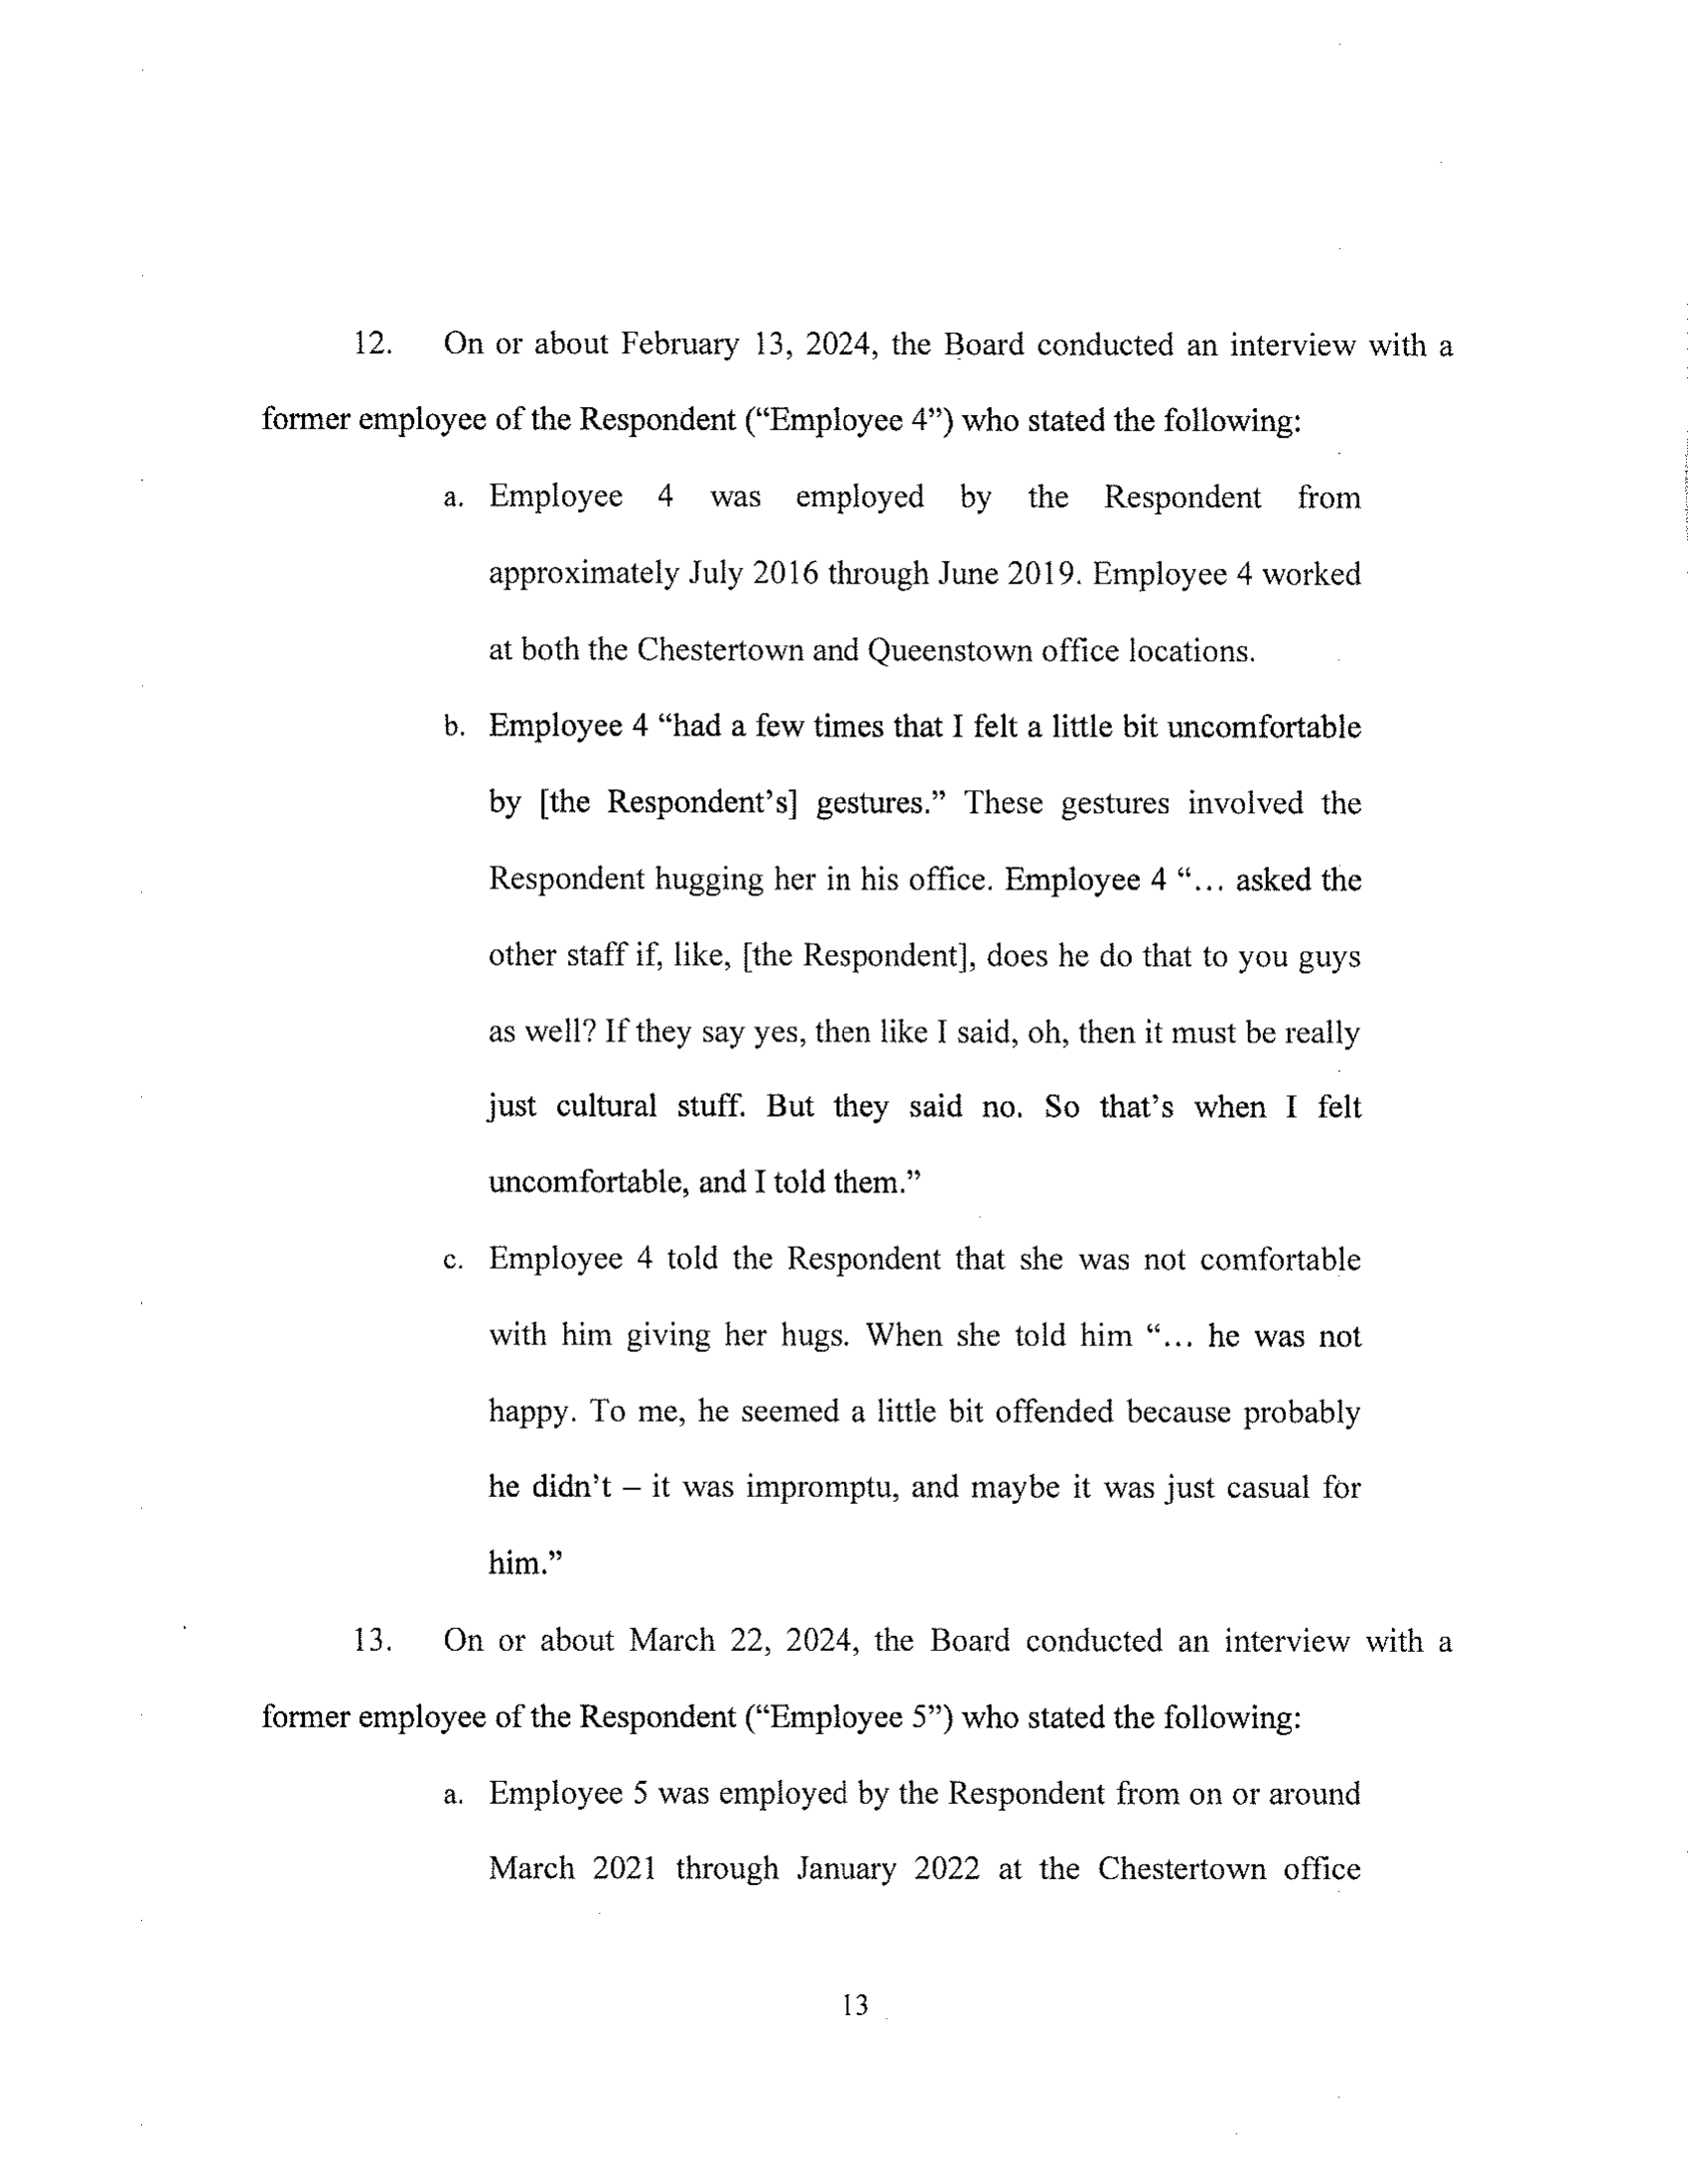 12. On or about February 13, 2024, the Board conducted an interview with a
former employee of the Respondent (“Employee 4”) who stated the following:
a. Employee 4 was employed by the Respondent from
approximately July 2016 through June 2019. Employee 4 worked
at both the Chestertown and Queenstown office locations.
b. Employee 4 “had a few times that I felt a little bit uncomfortable
by [the Respondent’s] gestures.” These gestures involved the
Respondent hugging her in his office. Employee 4 “… asked the
other staff if, like, [the Respondent], does he do that to you guys
as well? If they say yes, then like I said, oh, then it must be really
just cultural stuff. But they said no. So that’s when I felt
uncomfortable, and I told them.”
c. Employee 4 told the Respondent that she was not comfortable
with him giving her hugs. When she told him “… he was not
happy. To me, he seemed a little bit offended because probably
he didn’t – it was impromptu, and maybe it was just casual for
him.”
13. On or about March 22, 2024, the Board conducted an interview with a
former employee of the Respondent (“Employee 5”) who stated the following:
a. Employee 5 was employed by the Respondent from on or around
March 2021 through January 2022 at the Chestertown office
13